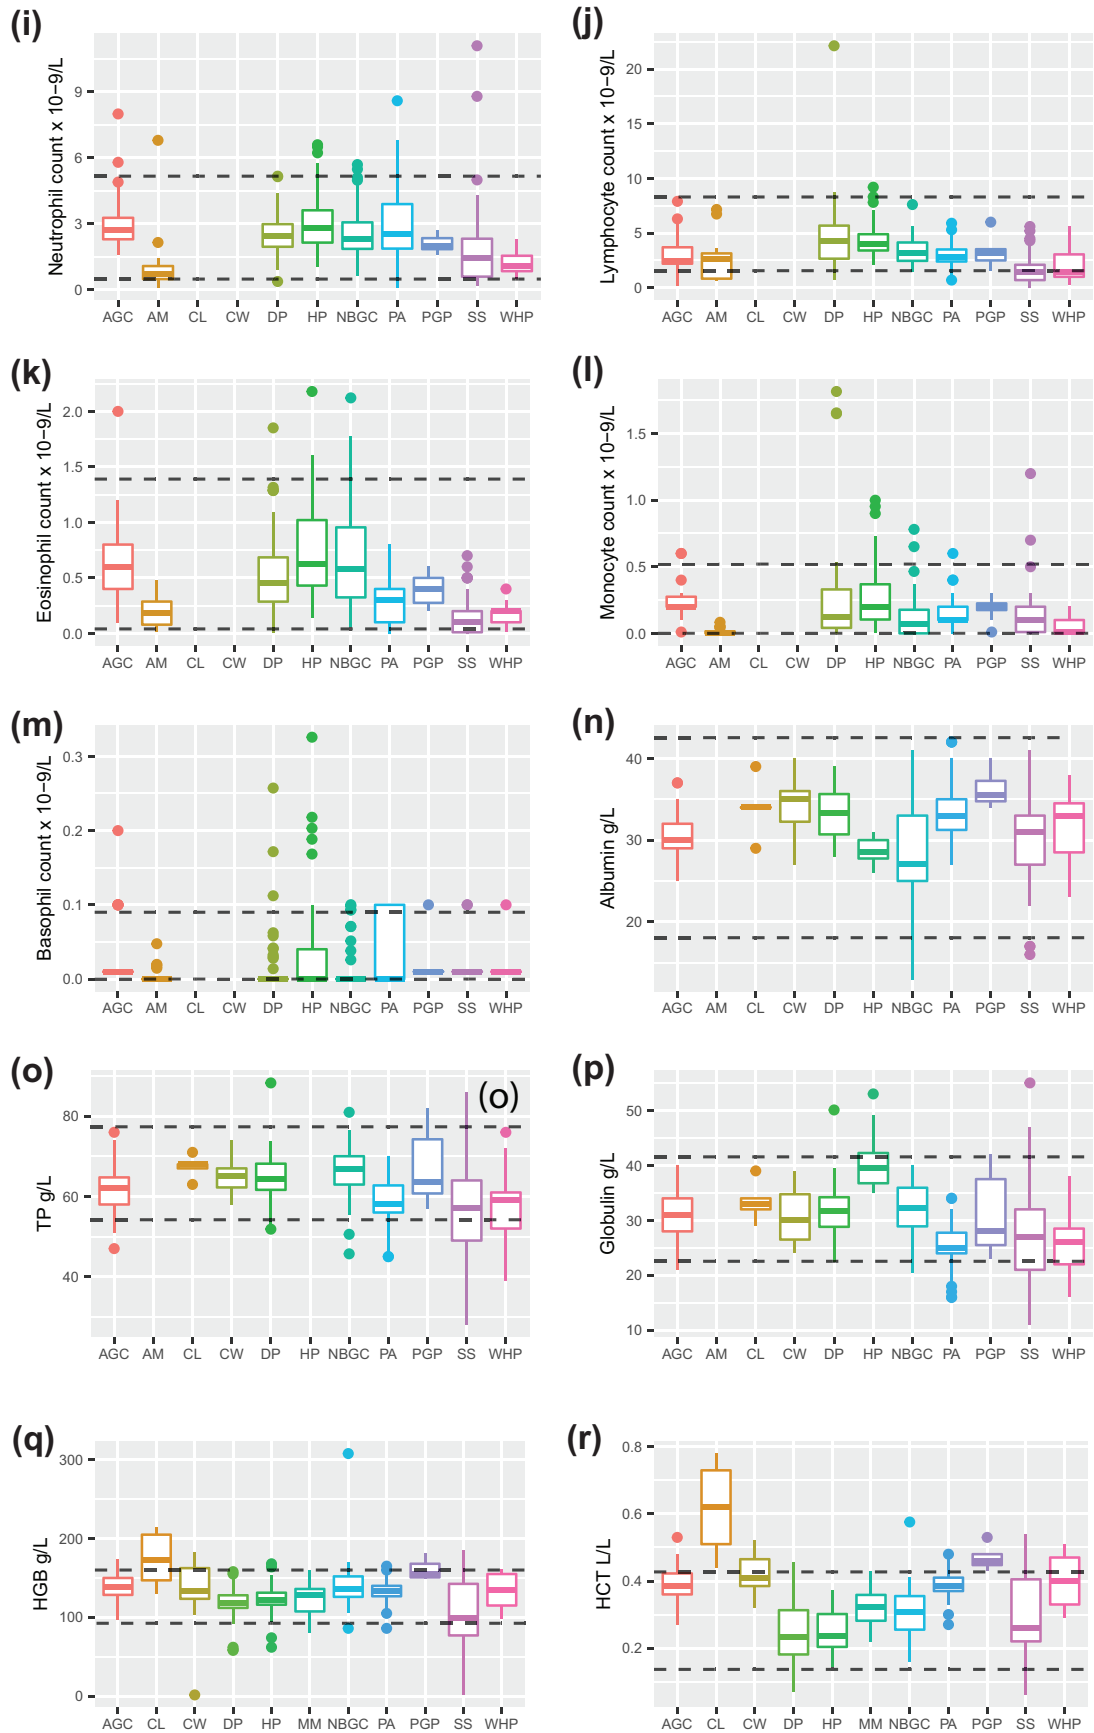 (i)
Neutrophil count x 10−9/L
9
6
3
0
AGC AM CL CW DP HP NBGC PA PGP SS WHP
(j)
Lymphocyte count x 10−9/L
20
15
10
5
0
AGC AM CL CW DP HP NBGC PA PGP SS WHP
(k)
Eosinophil count x 10−9/L
2.0
1.5
1.0
0.5
0.0
AGC AM CL CW DP HP NBGC PA PGP SS WHP
(l)
Monocyte count x 10−9/L
1.5
1.0
0.5
0.0
AGC AM CL CW DP HP NBGC PA PGP SS WHP
(m)
Basophil count x 10−9/L
0.3
0.2
0.1
0.0
AGC AM CL CW DP HP NBGC PA PGP SS WHP
(n)
Albumin g/L
40
30
20
AGC AM CL CW DP HP NBGC PA PGP SS WHP
(o)
(o)
TP g/L
80
60
40
AGC AM CL CW DP HP NBGC PA PGP SS WHP
(p)
Globulin g/L
50
40
30
20
10
AGC AM CL CW DP HP NBGC PA PGP SS WHP
(q)
HGB g/L
300
200
100
0
AGC CL CW DP HP MM NBGC PA PGP SS WHP
(r)
HCT L/L
0.8
0.6
0.4
0.2
AGC CL CW DP HP MM NBGC PA PGP SS WHP